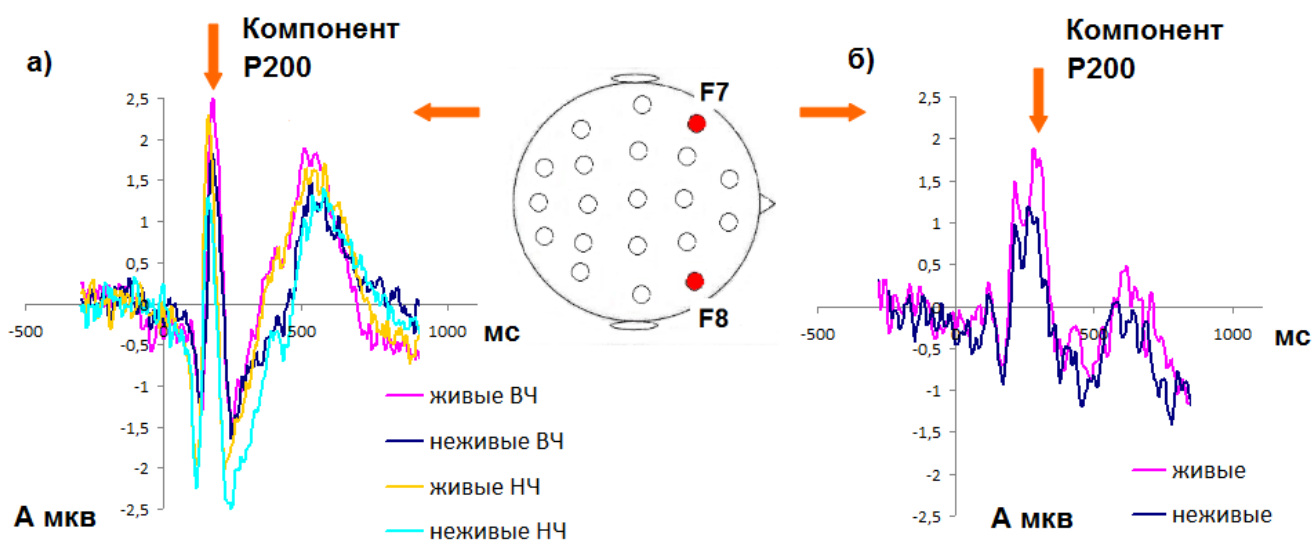 а)
Компонент
P200
2,5
2
1,5
1
0,5
0
-0,5
-1
-1,5
-2
-2,5
-500
0
500
1000
мс
А мкв
живые ВЧ
неживые ВЧ
живые НЧ
неживые НЧ
F7
F8
б)
Компонент
P200
2,5
2
1,5
1
0,5
0
-0,5
-1
-1,5
-2
-2,5
-500
0
500
1000
мс
А мкв
живые
неживые